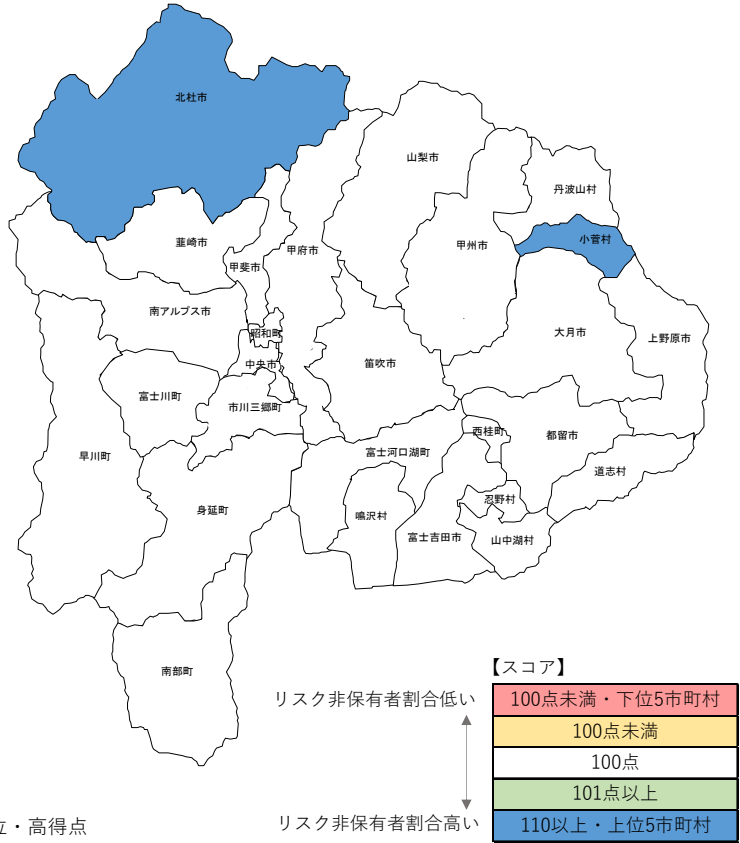 北杜市
山梨市
丹波山村
小菅村
韮崎市
甲府市
甲州市
甲斐市
南アルプス市
昭和町
大月市
上野原市
中央市
笛吹市
富士川町
市川三郷町
西桂町
都留市
早川町
富士河口湖町
道志村
忍野村
身延町
鳴沢村
富士吉田市
山中湖村
南部町
【スコア】
リスク非保有者割合低い
100点未満・下位5市町村
100点未満
100点
101点以上
リスク非保有者割合高い
110以上・上位5市町村
位・高得点